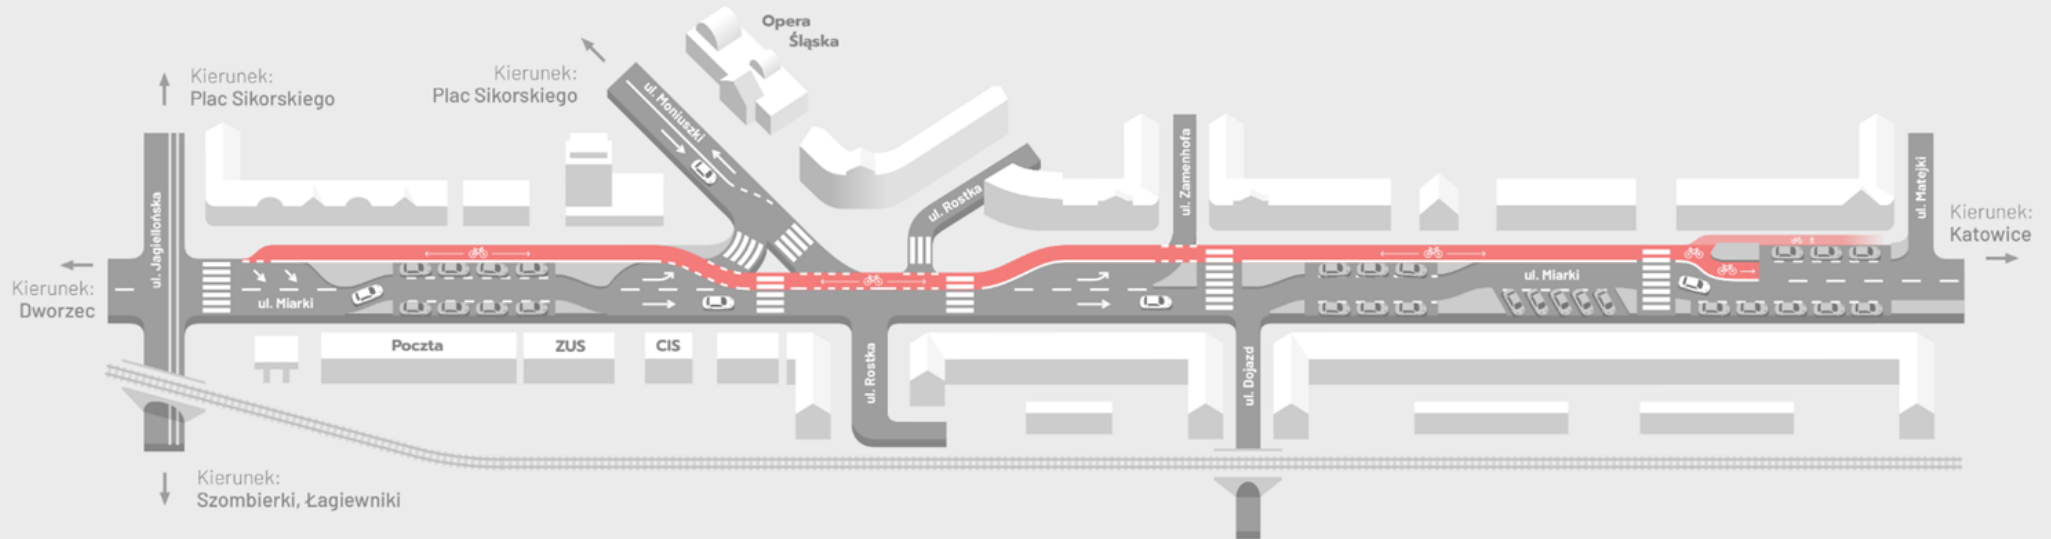 Opera
Śląska
Kierunek:
Plac Sikorskiego
Kierunek:
Plac Sikorskiego
ul. Moniuszki
ul. Jagiellońska
ul. Rostka
ul. Zamenhofa
ul. Matejki
Kierunek:
Katowice
Kierunek:
Dworzec
ul. Miarki
ul. Miarki
Poczta
ZUS
CIS
ul. Rostka
ul. Dojazd
Kierunek:
Szombierki, Łagiewniki